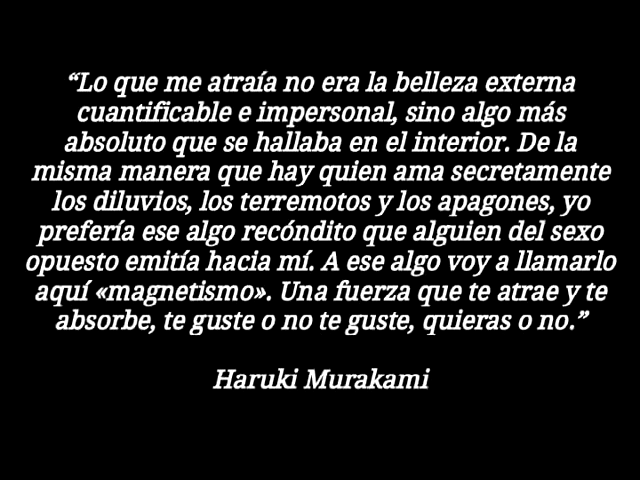 “Lo que me atraía no era la belleza externa
cuantificable e impersonal, sino algo más
absoluto que se hallaba en el interior. De la
misma manera que hay quien ama secretamente
los diluvios, los terremotos y los apagones, yo
prefería ese algo recóndito que alguien del sexo
opuesto emitía hacia mí. A ese algo voy a llamarlo
aquí «magnetismo». Una fuerza que te atrae y te
absorbe, te guste o no te guste, quieras o no.”
Haruki Murakami